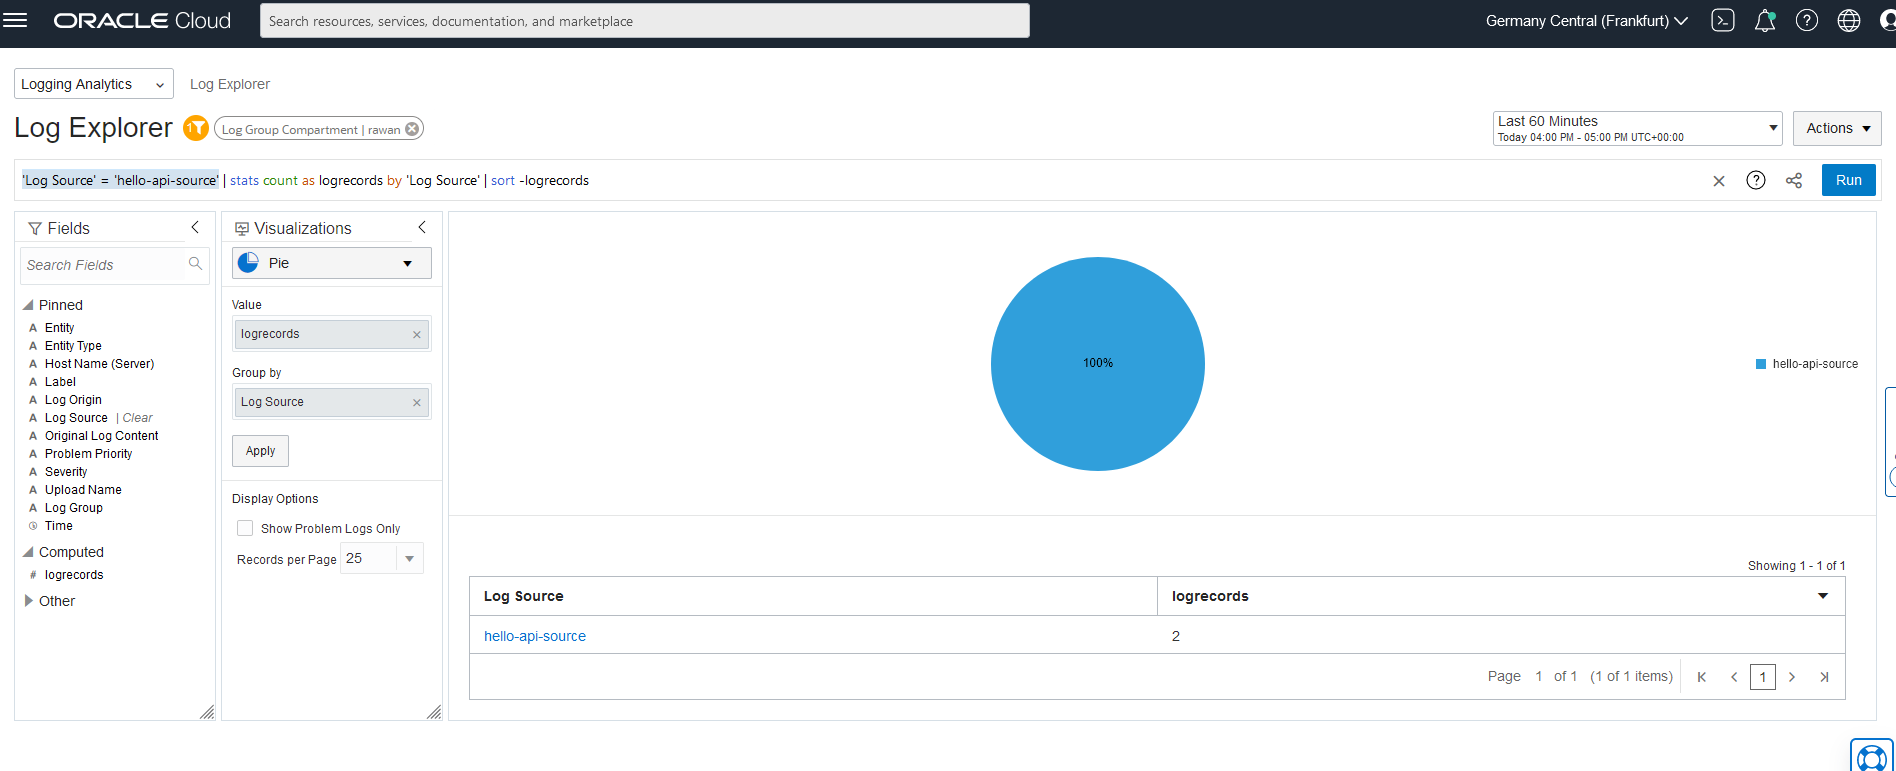 ORACLE Cloud
Search resources, services, documentation, and marketplace
Germany Central (Frankfurt)
Logging Analytics
Log Explorer
Log Explorer
1
Log Group Compartment | rawan
Last 60 Minutes
Today 04:00 PM - 05:00 PM UTC+00:00
Actions
'Log Source' = 'hello-api-source' | stats count as logrecords by 'Log Source' | sort -logrecords
Run
Fields
Search Fields
Pinned
A Entity
A Entity Type
A Host Name (Server)
A Label
A Log Origin
A Log Source | Clear
A Original Log Content
A Problem Priority
A Severity
A Upload Name
A Log Group
Time
Computed
# logrecords
Other
Visualizations
Pie
Value
logrecords
Group by
Log Source
Apply
Display Options
Show Problem Logs Only
Records per Page 25
100%
hello-api-source
Showing 1 - 1 of 1
Log Source logrecords
hello-api-source 2
Page 1 of 1 (1 of 1 items) 1